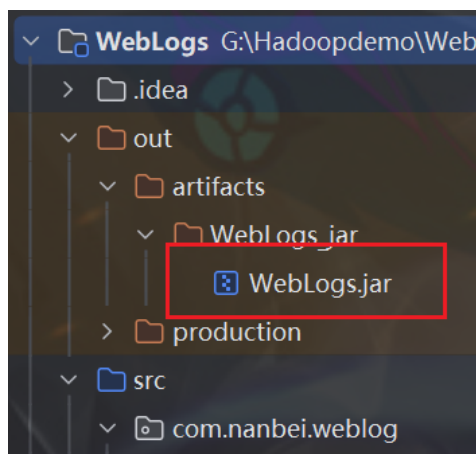 WebLogs G:\Hadoopdemo\Web
.idea
out
artifacts
WebLogs_jar
WebLogs.jar
production
src
com.nanbei.weblog